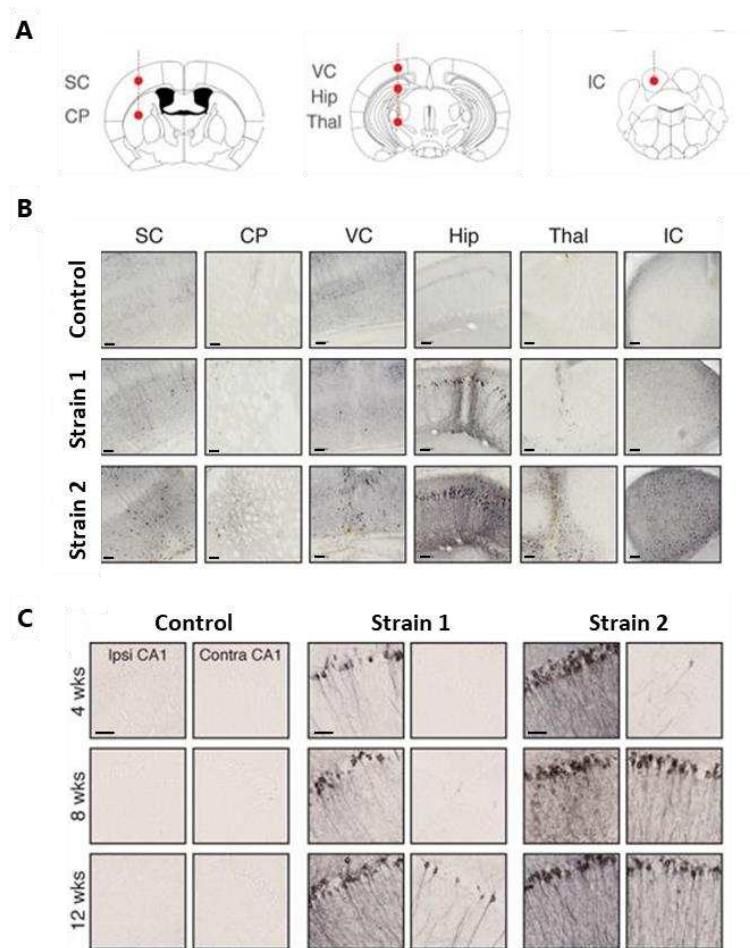 A
SC
CP
VC
Hip
Thal
IC
B
SC CP VC Hip Thal IC
Control
Strain 1
Strain 2
C
Control Strain 1 Strain 2
Ipsi CA1 Contra CA1
4 wks
8 wks
12 wks